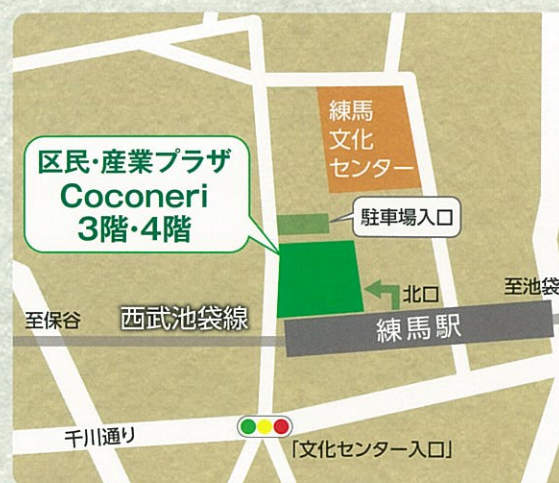 練馬
文化
センター
区民・産業プラザ
Coconeri
3階・4階
駐車場入口
北口
至池袋
至保谷
西武池袋線
練馬駅
千川通り
「文化センター入口」